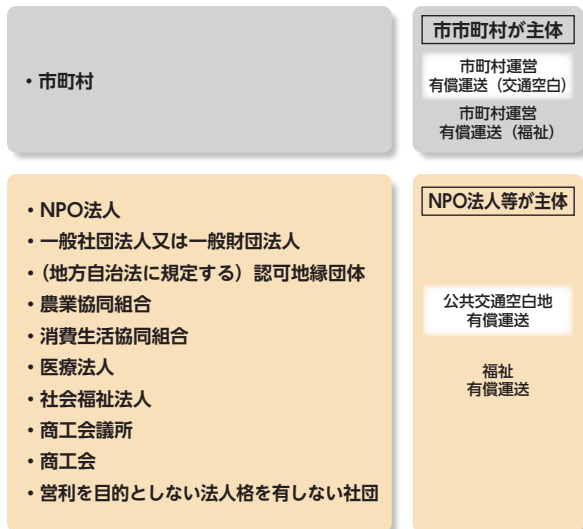 ・市町村
市市町村が主体
市町村運営
有償運送（交通空白）
市町村運営
有償運送（福祉）
・NPO法人
・一般社団法人又は一般財団法人
・（地方自治法に規定する）認可地縁団体
・農業協同組合
・消費生活協同組合
・医療法人
・社会福祉法人
・商工会議所
・商工会
・営利を目的としない法人格を有しない社団
NPO法人等が主体
公共交通空白地
有償運送
福祉
有償運送